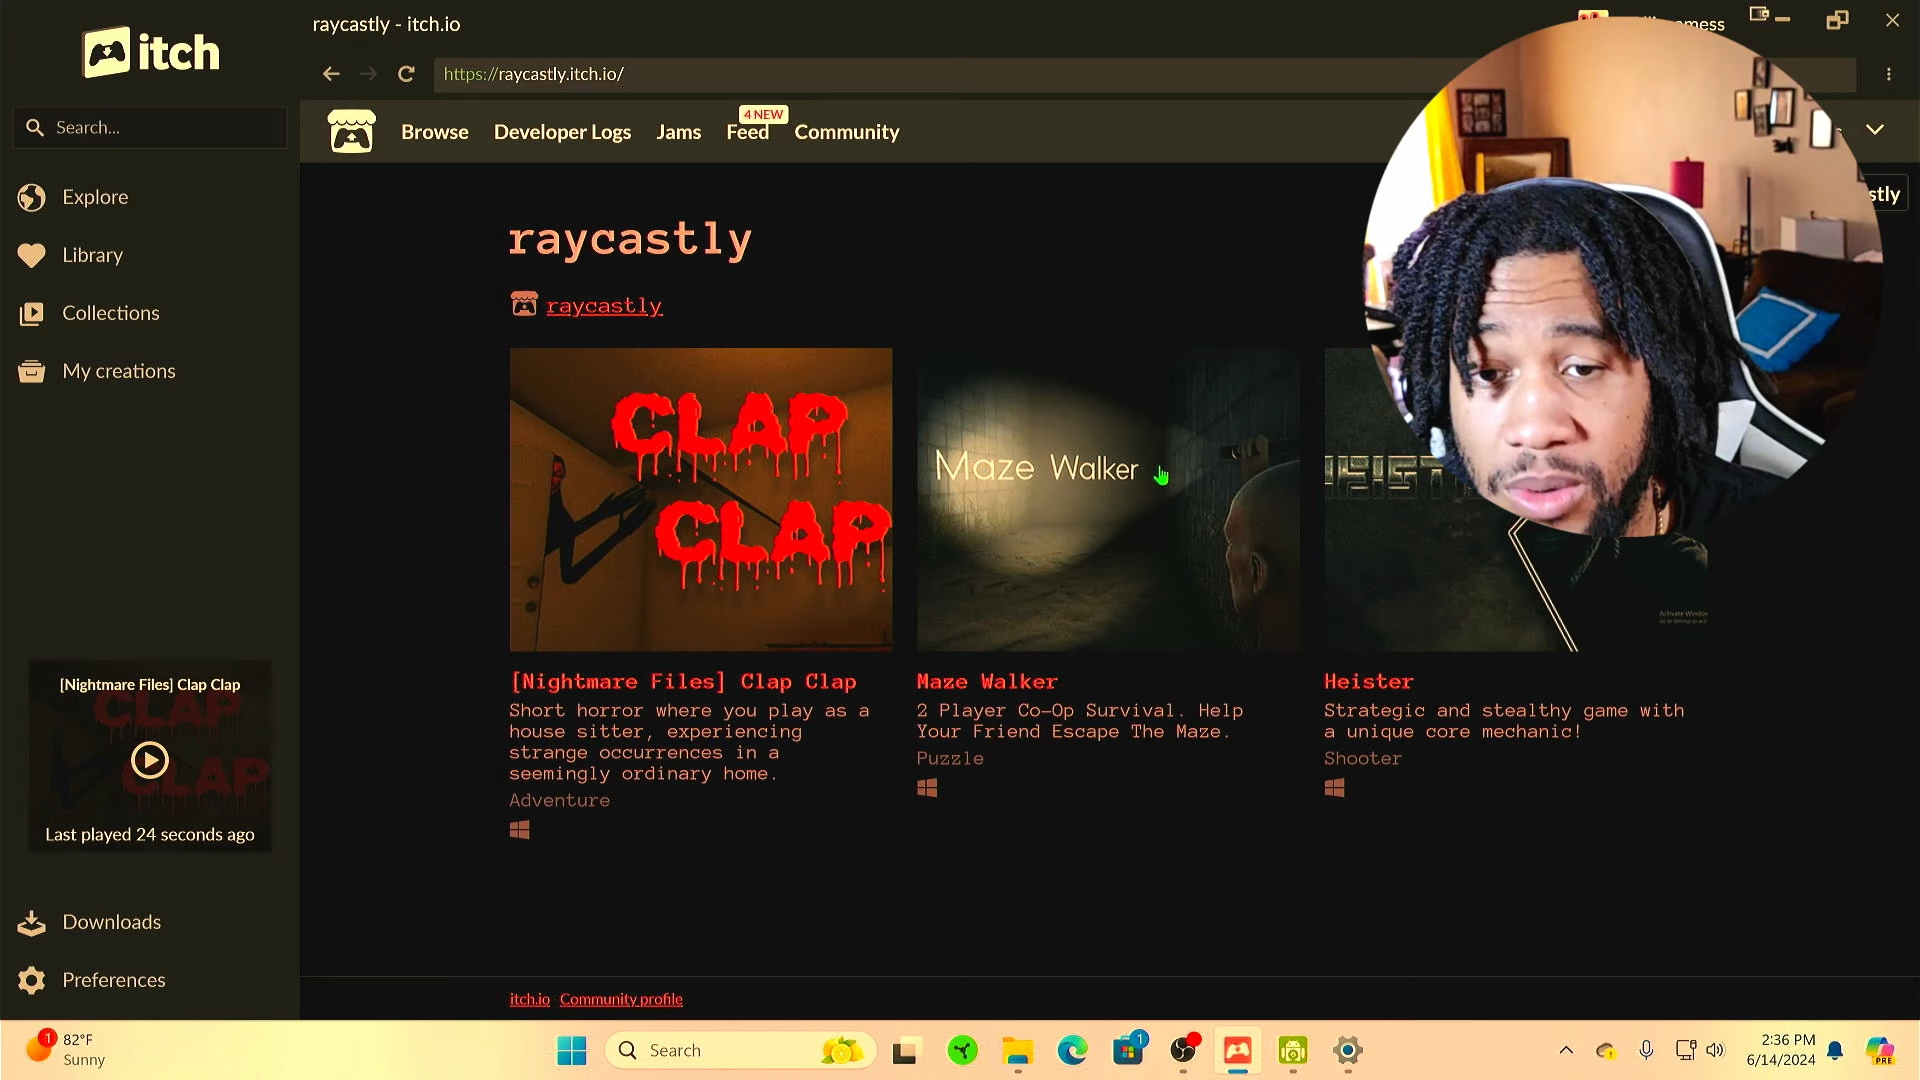 itch
raycastly - itch.io
https://raycastly.itch.io/
Search...
Browse
Developer Logs
Jams
4 NEW
Feed
Community
Explore
Library
Collections
My creations
raycastly
raycastly
CLAP
CLAP
Maze Walker
[Nightmare Files] Clap Clap
Short horror where you play as a
house sitter, experiencing
strange occurrences in a
seemingly ordinary home.
Adventure
Maze Walker
2 Player Co-Op Survival. Help
Your Friend Escape The Maze.
Puzzle
Heister
Strategic and stealthy game with
a unique core mechanic!
Shooter
[Nightmare Files] Clap Clap
CLAP
CLAP
Last played 24 seconds ago
Downloads
Preferences
itch.io
Community profile
1
82°F
Sunny
Search
1
2:36 PM
6/14/2024
PRE